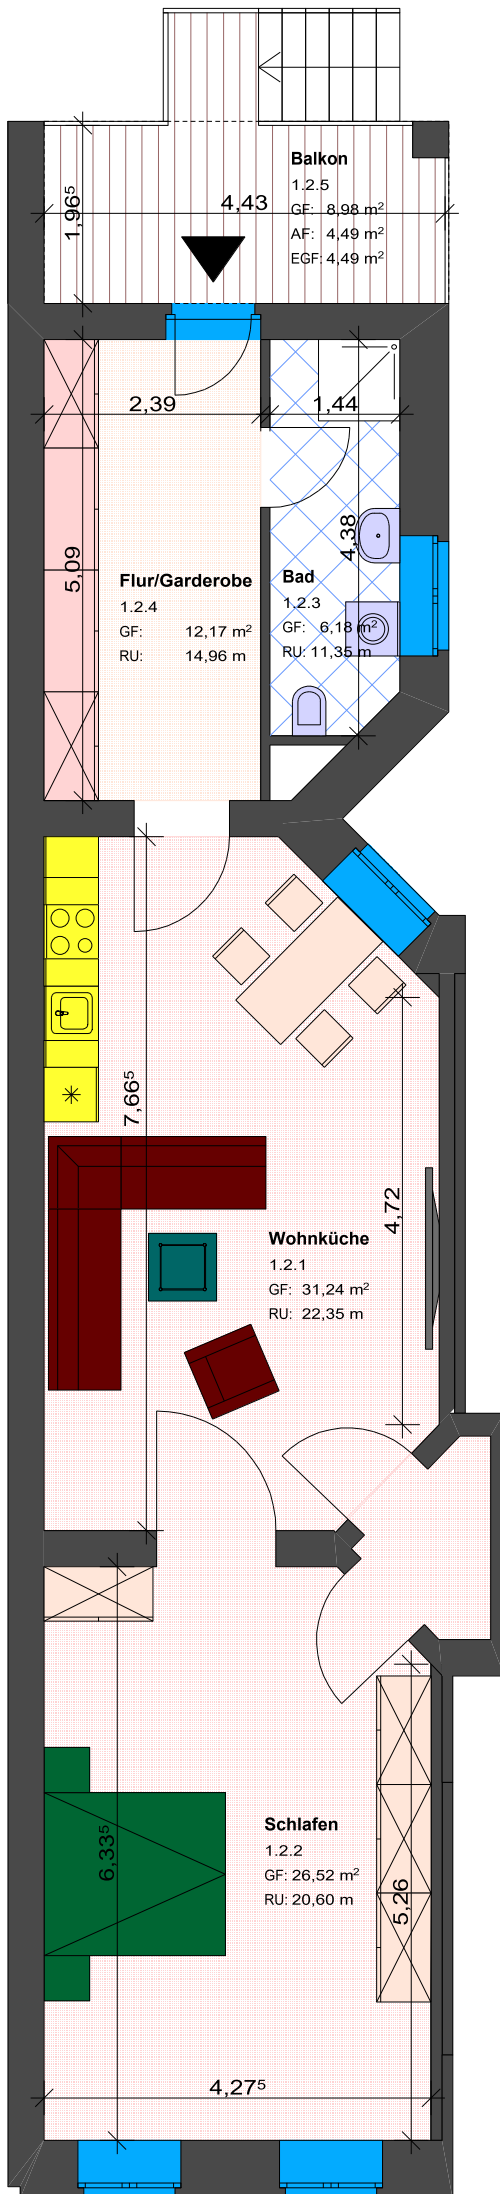 Balkon
1.2.5
GF: 8,98 m²
AF: 4,49 m²
EGF: 4,49 m²
4,43
1,96⁵
2,39
1,44
4,38
5,09
Flur/Garderobe
1.2.4
GF: 12,17 m²
RU: 14,96 m
Bad
1.2.3
GF: 6,18 m²
RU: 11,35 m
7,66⁵
4,72
Wohnküche
1.2.1
GF: 31,24 m²
RU: 22,35 m
Schlafen
1.2.2
GF: 26,52 m²
RU: 20,60 m
6,33⁵
5,26
4,27⁵